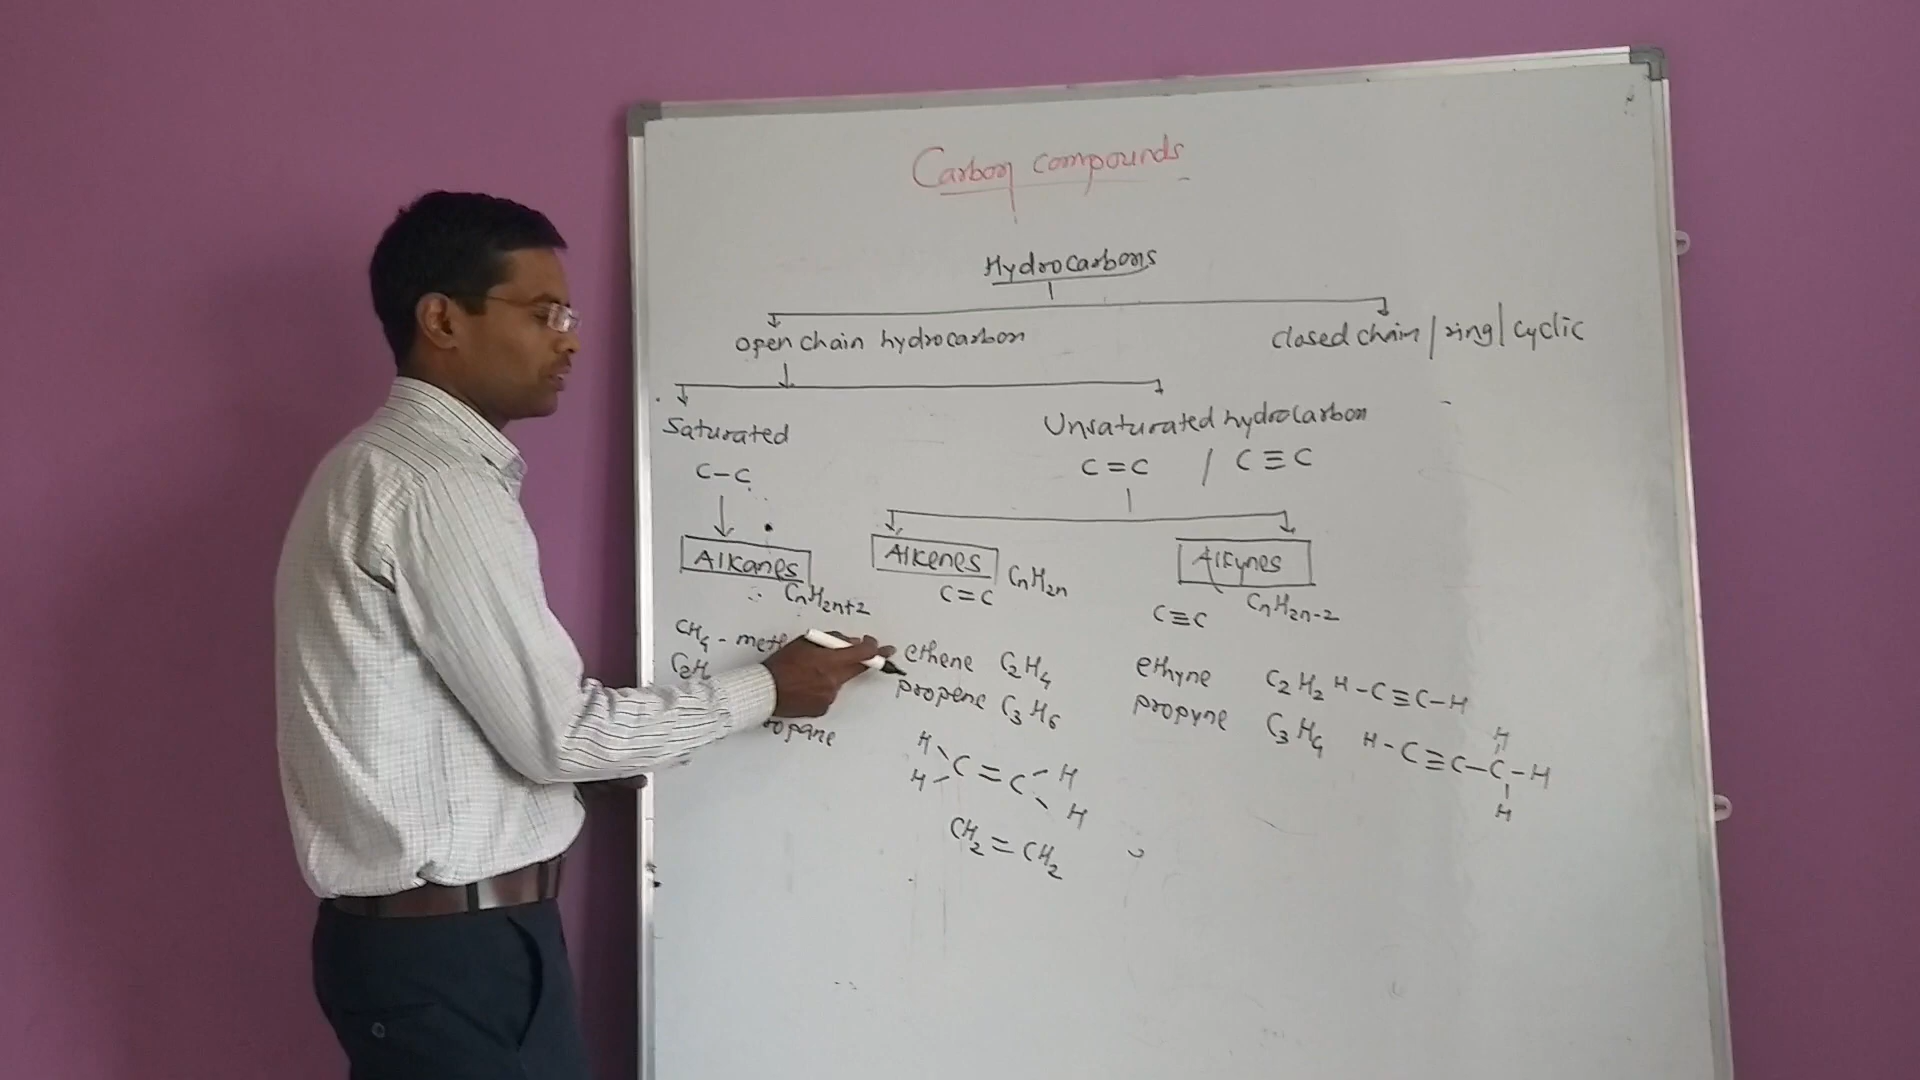 Carbon compounds
Hydrocarbons
open chain hydrocarbon
closed chain / ring / cyclic
Saturated
Unsaturated hydrocarbon
C-C
C=C / C≡C
Alkanes
Alkenes
Alkynes
CnH2n+2
C=C CnH2n
C≡C CnH2n-2
CH4 - meth
C2H
opane
ethene C2H4
propene C3H6
H H
C=C
H H
CH2=CH2
ethyne C2H2 H-C≡C-H
propyne C3H4 H-C≡C-C-H
H
H